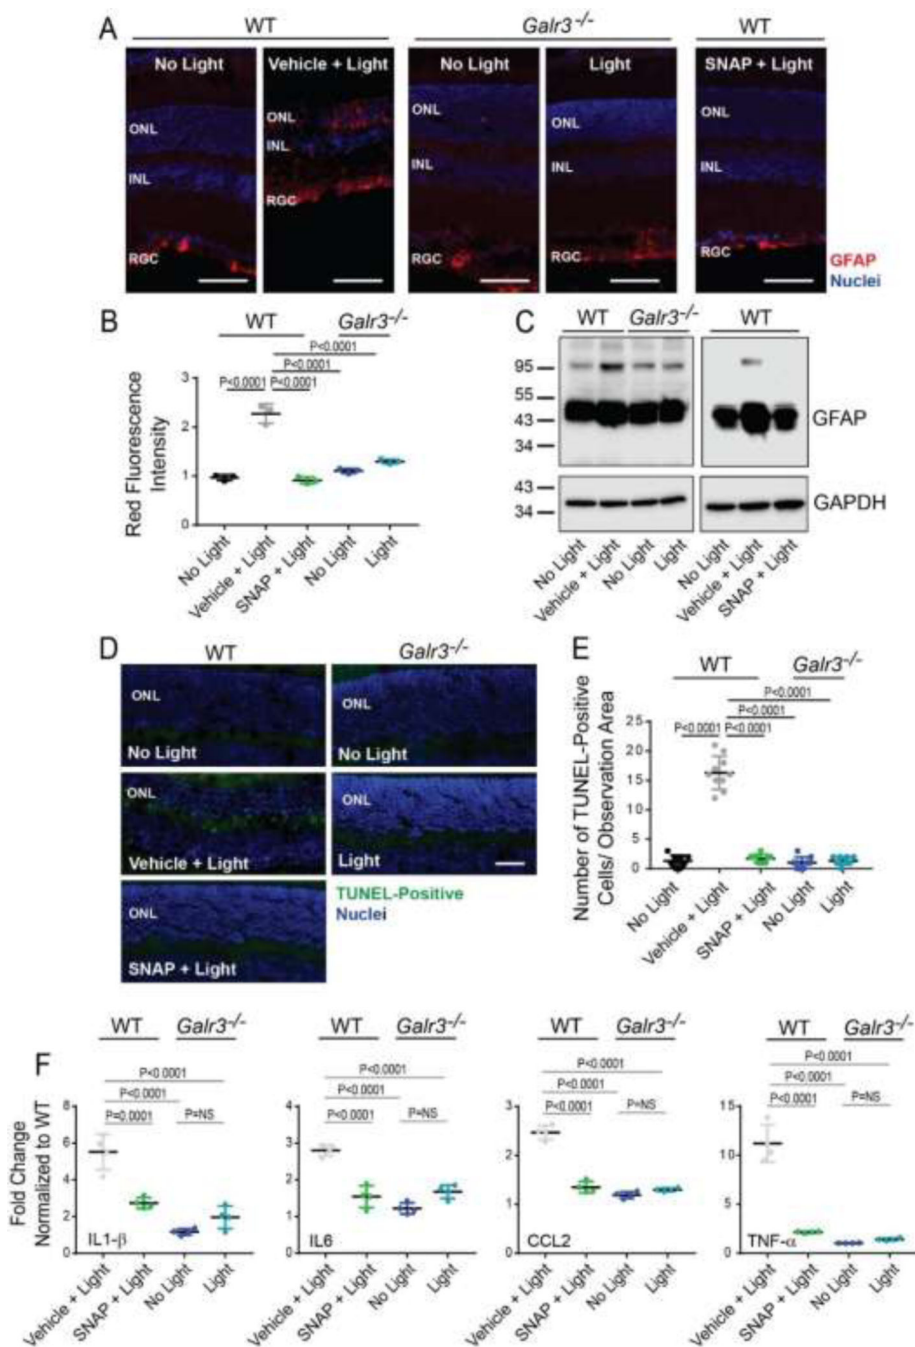 A
WT
Galr3-/-
WT
No Light
Vehicle + Light
No Light
Light
SNAP + Light
ONL
INL
RGC
ONL
INL
RGC
ONL
INL
RGC
ONL
INL
RGC
ONL
INL
RGC
GFAP
Nuclei
B
WT
Galr3-/-
P<0.0001
P<0.0001
P<0.0001 P<0.0001
Red Fluorescence
Intensity
3
2
1
0
No Light
Vehicle + Light
SNAP + Light
No Light
Light
C
WT
Galr3-/-
WT
95
55
43
34
GFAP
43
34
GAPDH
No Light
Vehicle + Light
No Light
Light
No Light
Vehicle + Light
SNAP + Light
D
WT
Galr3-/-
ONL
No Light
ONL
No Light
ONL
Vehicle + Light
ONL
Light
ONL
SNAP + Light
TUNEL-Positive
Nuclei
E
WT
Galr3-/-
P<0.0001
P<0.0001
P<0.0001 P<0.0001
Number of TUNEL-Positive
Cells/ Observation Area
25
20
15
10
5
0
No Light
Vehicle + Light
SNAP + Light
No Light
Light
F
Fold Change
Normalized to WT
WT
Galr3-/-
P<0.0001
P<0.0001
P=0.0001
P=NS
8
6
4
2
0
IL1-β
Vehicle + Light
SNAP + Light
No Light
Light
WT
Galr3-/-
P<0.0001
P<0.0001
P<0.0001
P=NS
4
3
2
1
0
IL6
Vehicle + Light
SNAP + Light
No Light
Light
WT
Galr3-/-
P<0.0001
P<0.0001
P<0.0001
P=NS
3
2
1
0
CCL2
Vehicle + Light
SNAP + Light
No Light
Light
WT
Galr3-/-
P<0.0001
P<0.0001
P<0.0001
P=NS
15
10
5
0
TNF-α
Vehicle + Light
SNAP + Light
No Light
Light